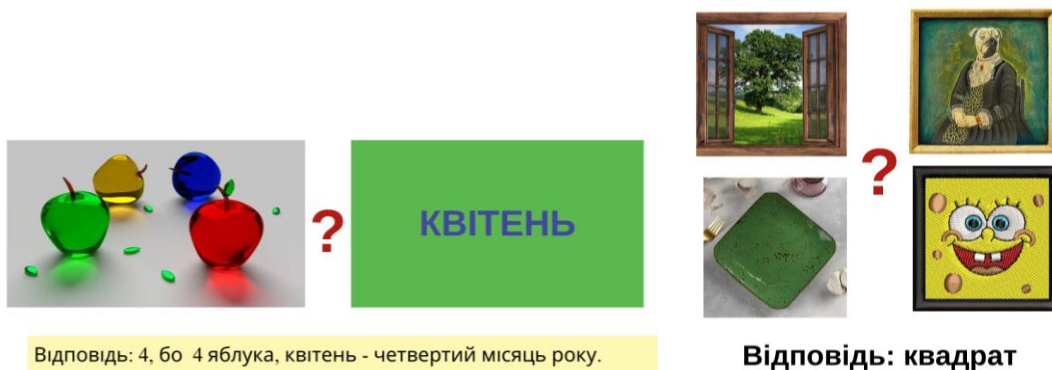 ?
КВІТЕНЬ
Відповідь: 4, бо 4 яблука, квітень - четвертий місяць року.
?
Відповідь: квадрат